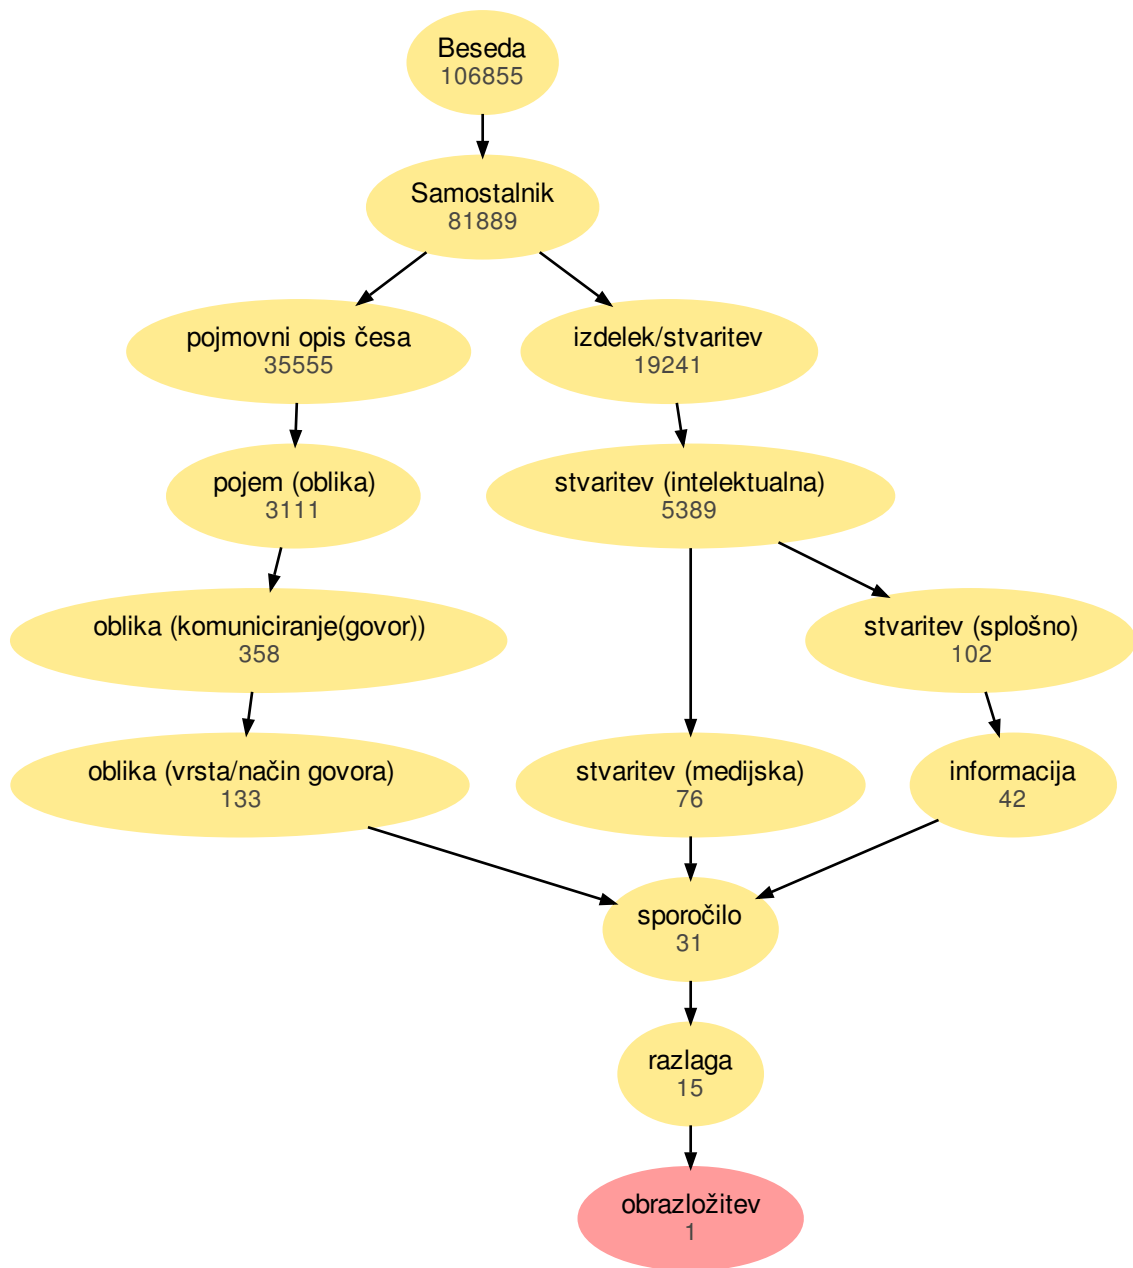 Beseda
106855
Samostalnik
81889
pojmovni opis česa
35555
izdelek/stvaritev
19241
pojem (oblika)
3111
stvaritev (intelektualna)
5389
oblika (komuniciranje(govor))
358
stvaritev (splošno)
102
oblika (vrsta/način govora)
133
stvaritev (medijska)
76
informacija
42
sporočilo
31
razlaga
15
obrazložitev
1